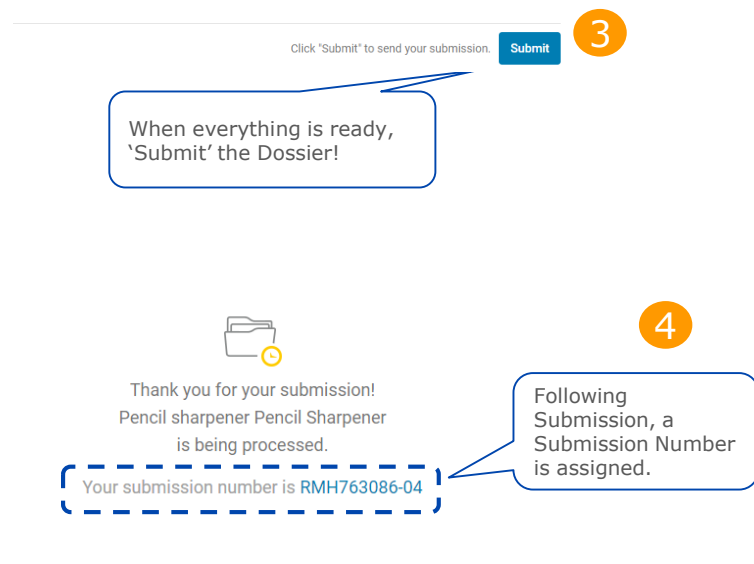 3
Click "Submit" to send your submission. Submit
When everything is ready,
‘Submit’ the Dossier!
4
Thank you for your submission!
Pencil sharpener Pencil Sharpener
is being processed.
Your submission number is RMH763086-04
Following
Submission, a
Submission Number
is assigned.